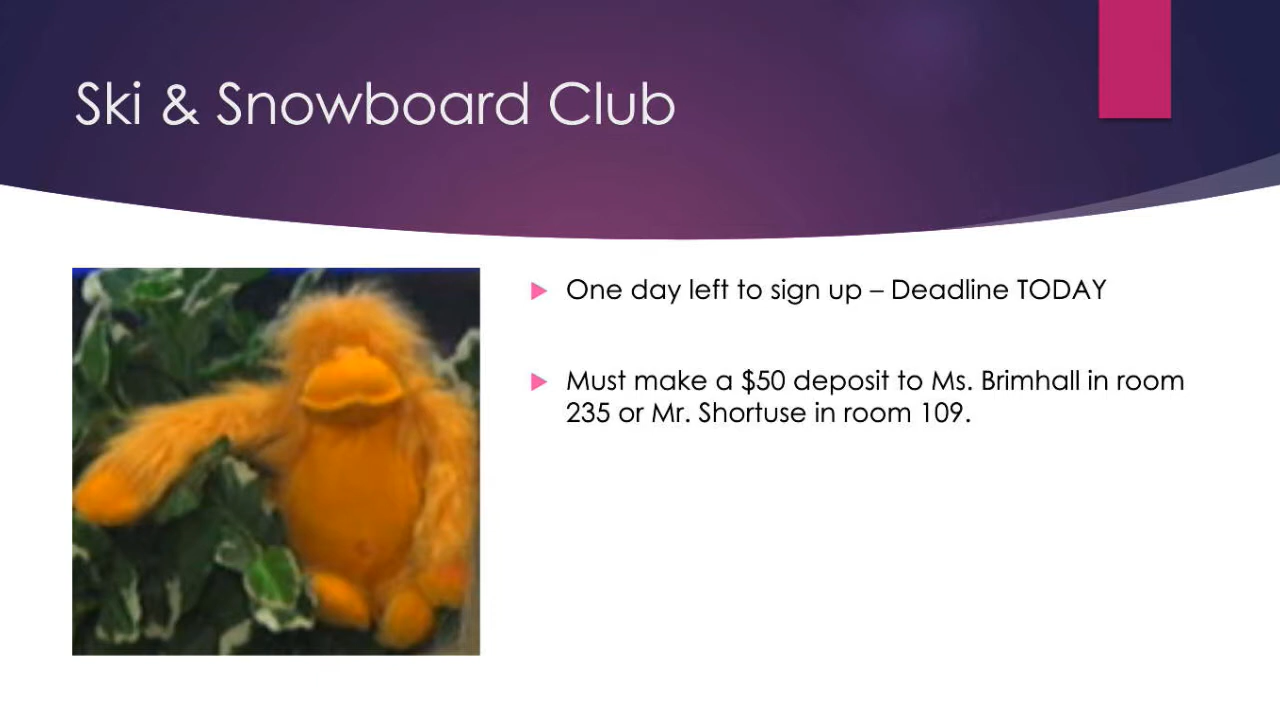 Ski & Snowboard Club
One day left to sign up – Deadline TODAY
Must make a $50 deposit to Ms. Brimhall in room
235 or Mr. Shortuse in room 109.